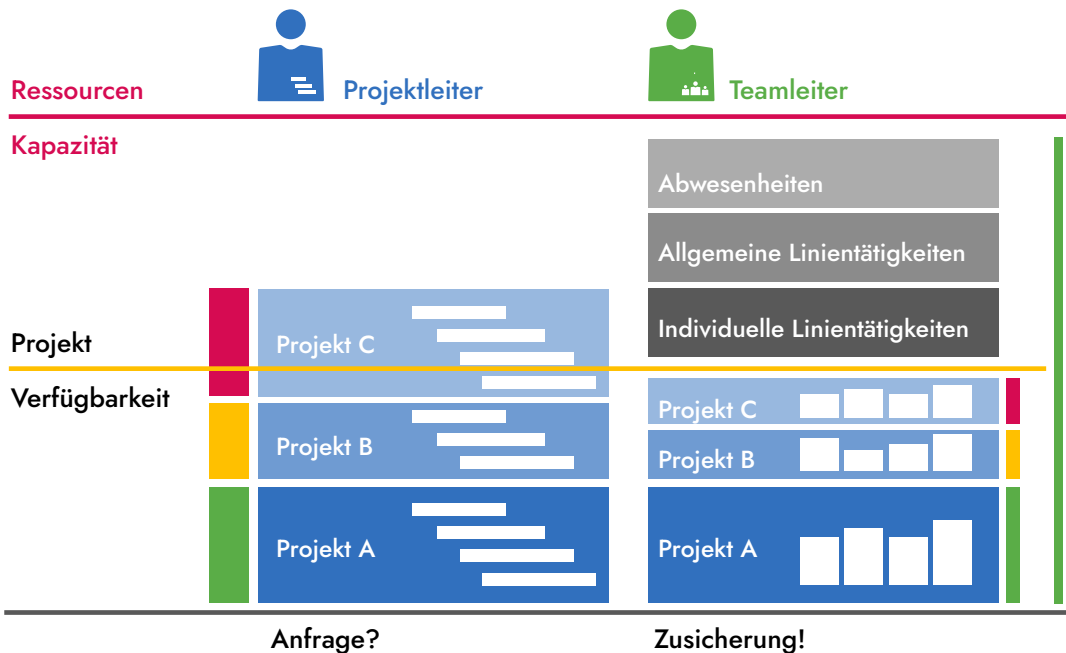 Ressourcen
Projektleiter
Teamleiter
Kapazität
Abwesenheiten
Allgemeine Linientätigkeiten
Individuelle Linientätigkeiten
Projekt
Verfügbarkeit
Projekt C
Projekt B
Projekt A
Projekt C
Projekt B
Projekt A
Anfrage?
Zusicherung!